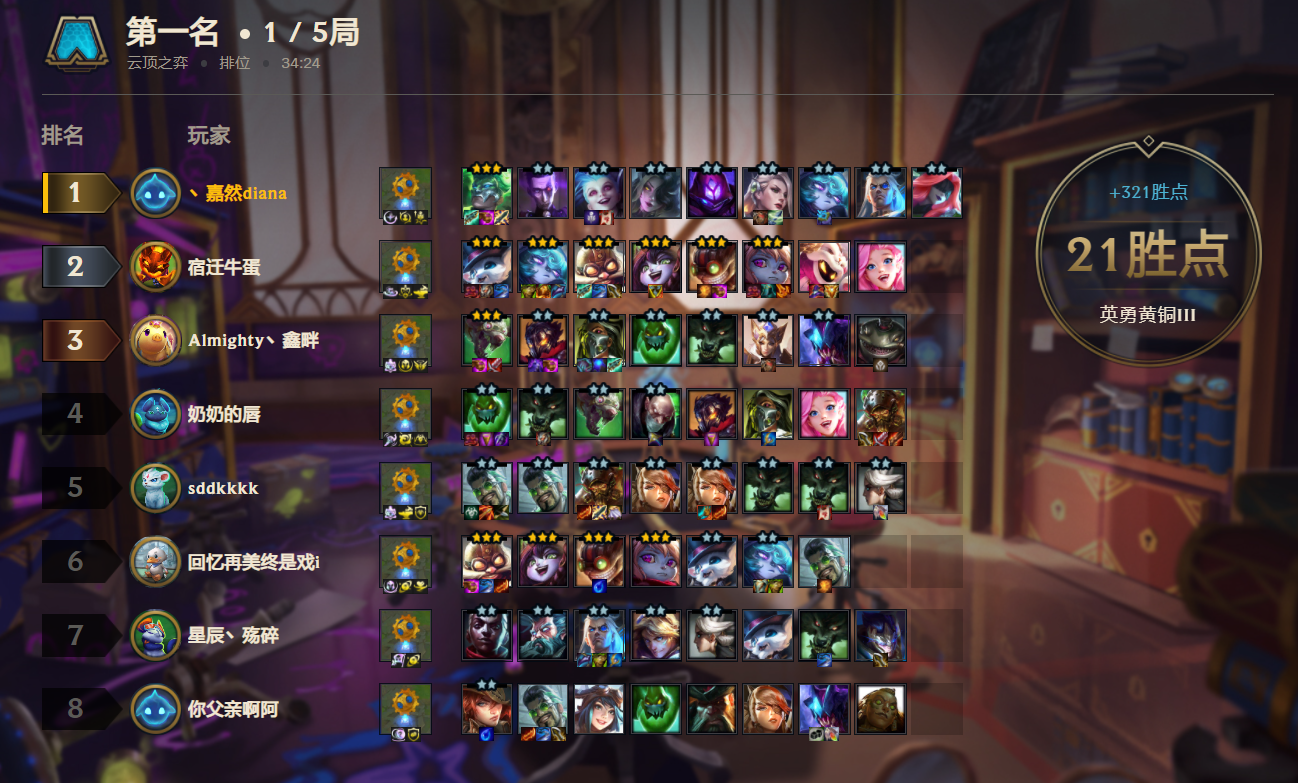 第一名 • 1 / 5局
云顶之弈 • 排位 • 34:24
排名 玩家
+321胜点
21胜点
英勇黄铜III
1 丶嘉然diana
2 宿迁牛蛋
3 Almighty丶鑫畔
4 奶奶的唇
5 sddkkkk
6 回忆再美终是戏i
7 星辰丶殇碎
8 你父亲啊阿